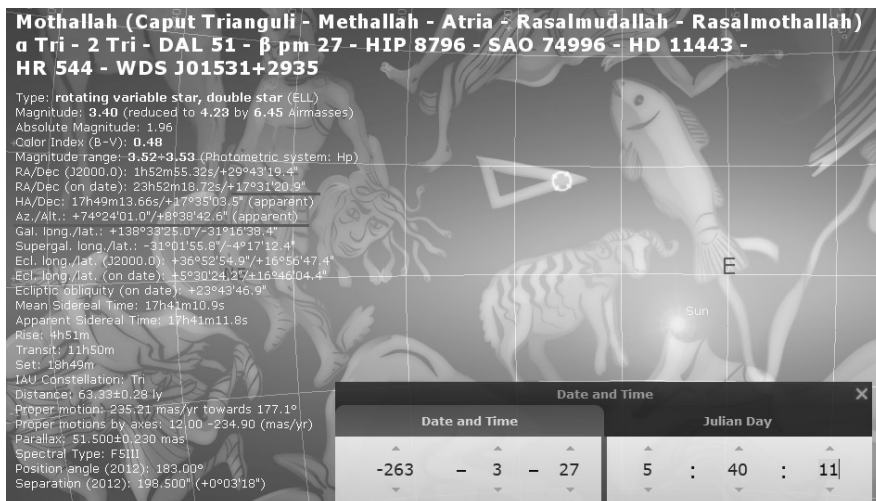 Mothallah (Caput Trianguli - Methallah - Atria - Rasalmudallah - Rasalmothallah)
α Tri - 2 Tri - DAL 51 - β pm 27 - HIP 8796 - SAO 74996 - HD 11443 -
HR 544 - WDS J01531+2935
Type: rotating variable star, double star (ELL)
Magnitude: 3.40 (reduced to 4.23 by 6.45 Airmasses)
Absolute Magnitude: 1.96
Color Index (B-V): 0.48
Magnitude range: 3.52÷3.53 (Photometric system: Hp)
RA/Dec (J2000.0): 1h52m55.32s/+29°43'19.4"
RA/Dec (on date): 23h52m18.72s/+17°31'20.9"
HA/Dec: 17h49m13.66s/+17°35'03.5" (apparent)
Az./Alt.: +74°24'01.0"/+8°38'42.6" (apparent)
Gal. long./lat.: +138°33'25.0"/-31°16'38.4"
Supergal. long./lat.: -31°01'55.8"/-4°17'12.4"
Ecl. long./lat. (J2000.0): +36°52'54.9"/+16°56'47.4"
Ecl. long./lat. (on date): +5°30'24.2"/+16°46'04.4"
Ecliptic obliquity (on date): +23°43'46.9"
Mean Sidereal Time: 17h41m10.9s
Apparent Sidereal Time: 17h41m11.8s
Rise: 4h51m
Transit: 11h50m
Set: 18h49m
IAU Constellation: Tri
Distance: 63.33±0.28 ly
Proper motion: 235.21 mas/yr towards 177.1°
Proper motions by axes: 12.00 -234.90 (mas/yr)
Parallax: 51.500±0.230 mas
Spectral Type: F5III
Position angle (2012): 183.00°
Separation (2012): 198.500" (+0°03'18")
E
Sun
Date and Time ×
Date and Time Julian Day
-263 - 3 - 27 5 : 40 : 11